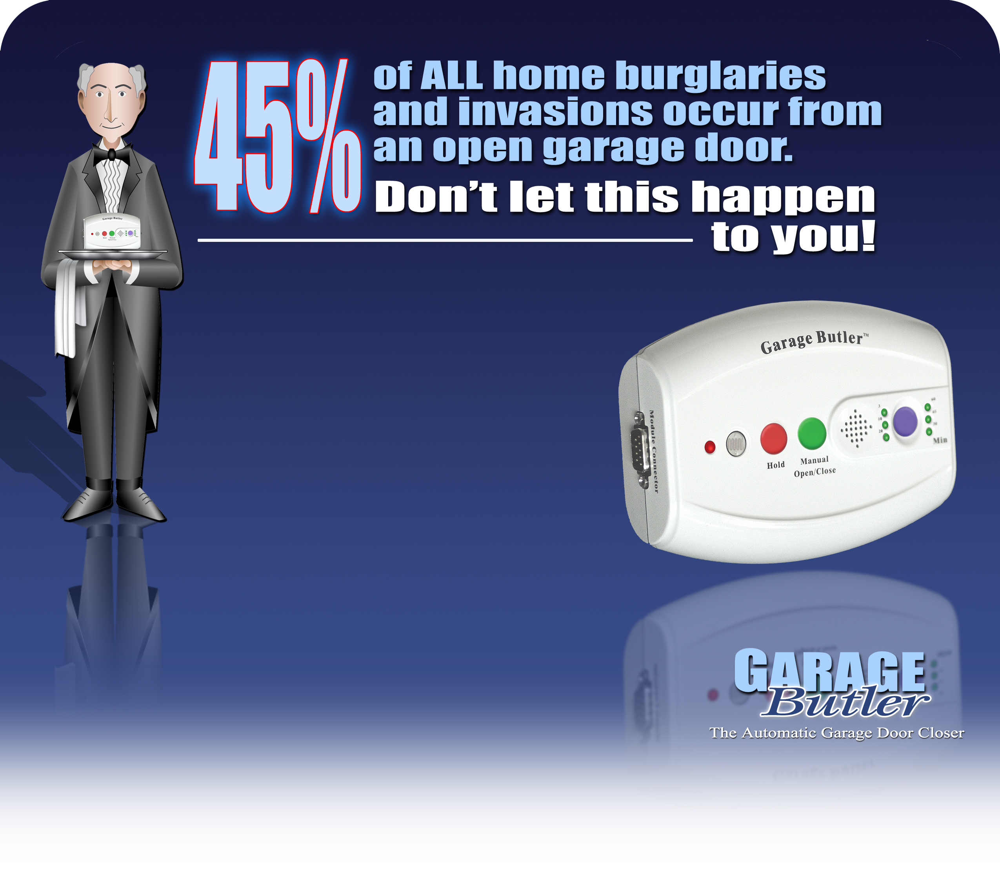 45%
of ALL home burglaries
and invasions occur from
an open garage door.
Don't let this happen
to you!
Garage Butler
Garage Butler™
Module Connector
Hold
Manual
Open/Close
3
10
20
60
45
30
Min
GARAGE
Butler
The Automatic Garage Door Closer